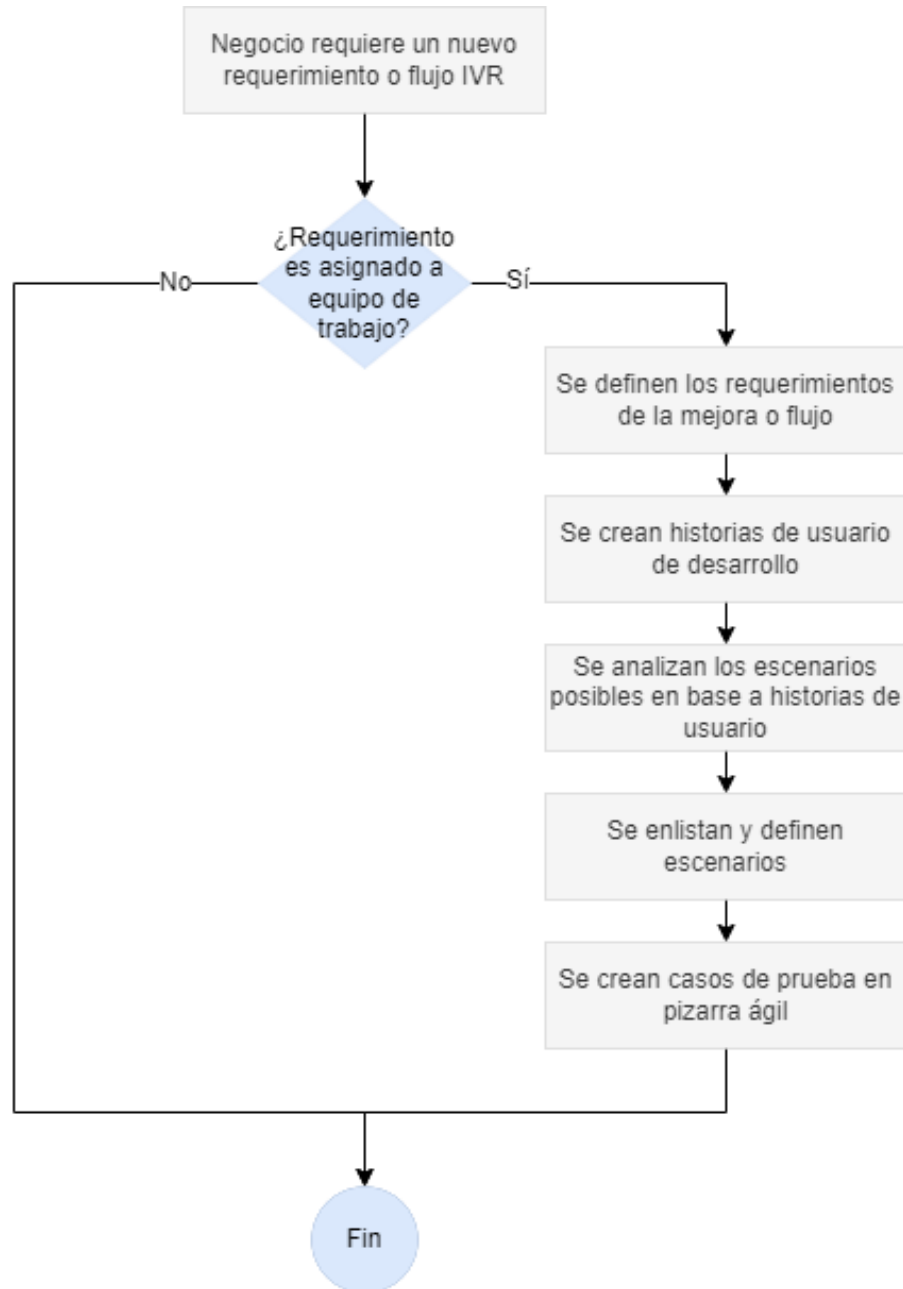 Negocio requiere un nuevo
requerimiento o flujo IVR
¿Requerimiento
es asignado a
equipo de
trabajo?
No
Sí
Se definen los requerimientos
de la mejora o flujo
Se crean historias de usuario
de desarrollo
Se analizan los escenarios
posibles en base a historias de
usuario
Se enlistan y definen
escenarios
Se crean casos de prueba en
pizarra ágil
Fin